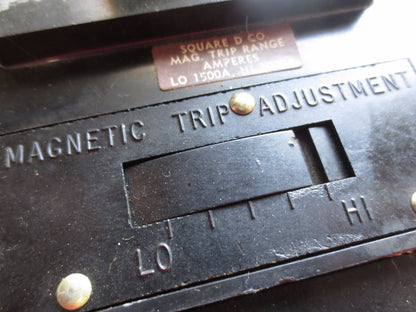 SQUARE D CO.
MAG. TRIP RANGE
AMPERES
LO 1500A.
MAGNETIC TRIP ADJUSTMENT
LO HI